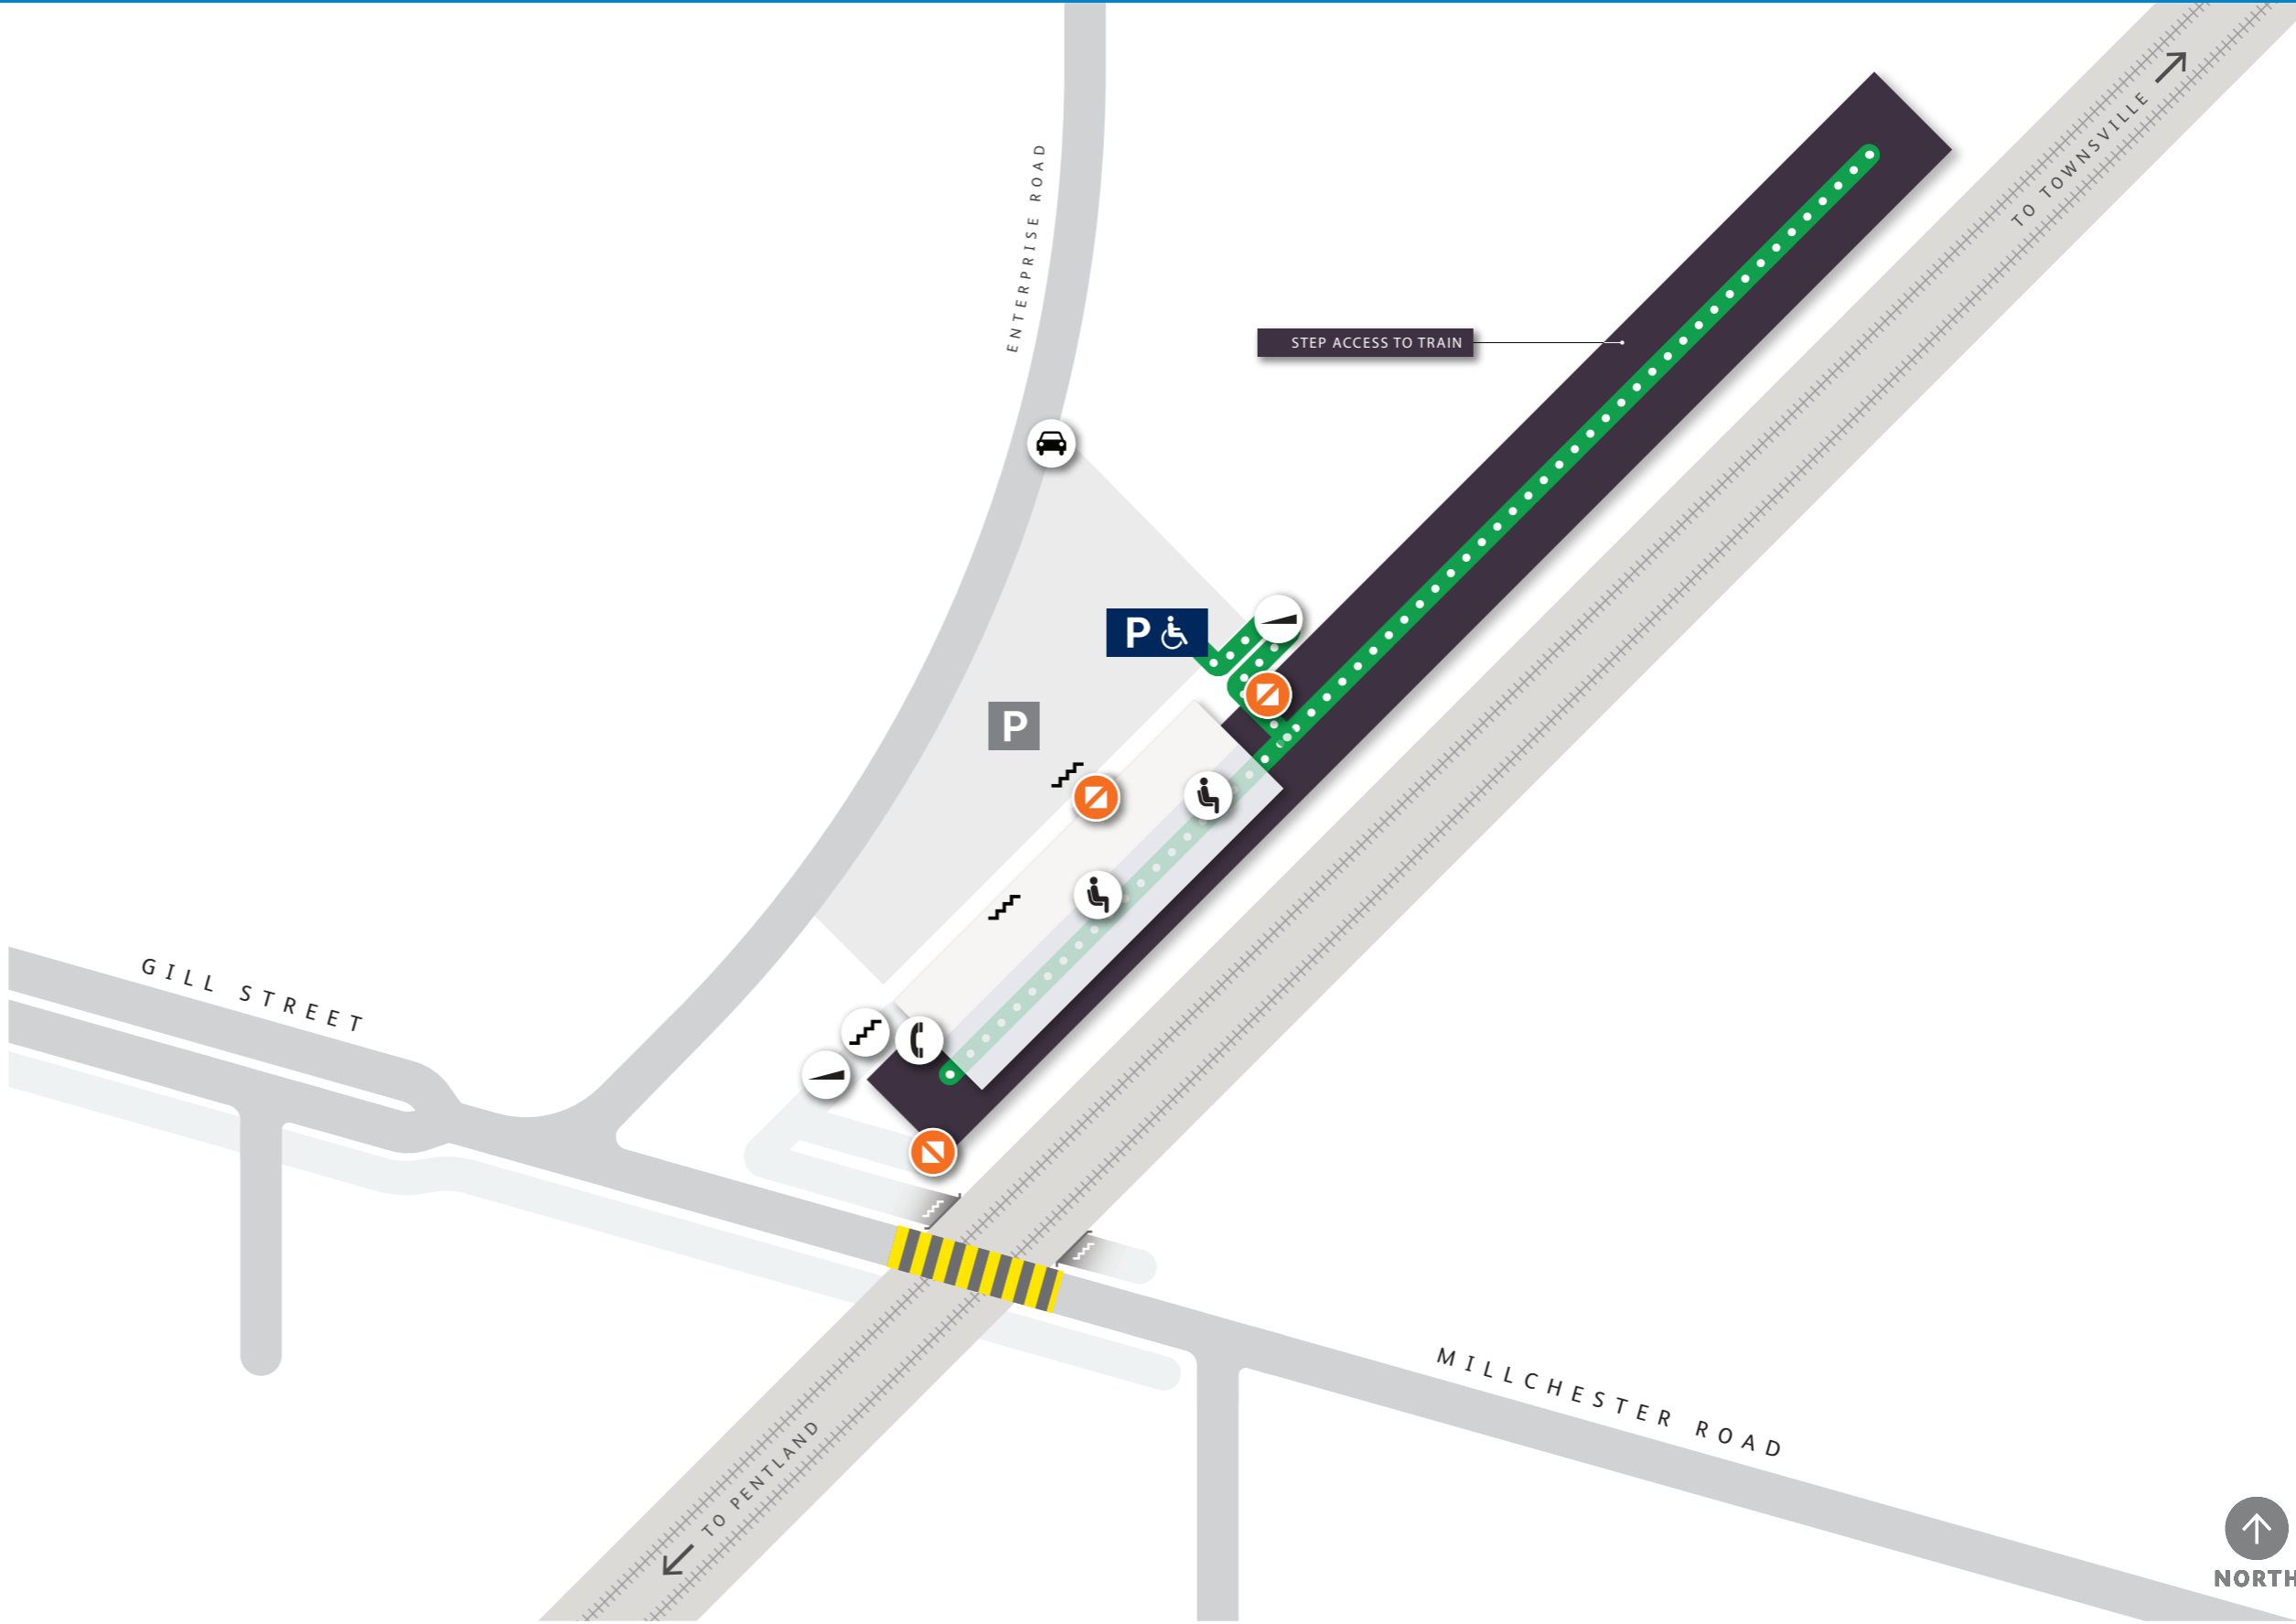 TO TOWNSVILLE
ENTERPRISE ROAD
STEP ACCESS TO TRAIN
P
P
GILL STREET
MILLCHESTER ROAD
TO PENTLAND
NORTH